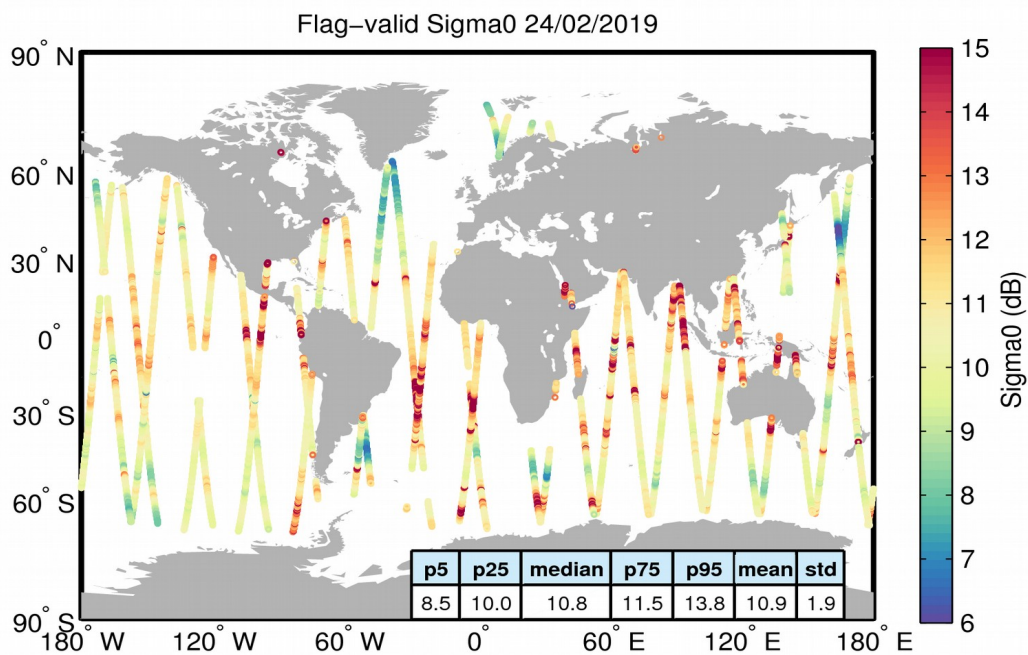 Flag−valid Sigma0 24/02/2019
90° N
60° N
30° N
0°
30° S
60° S
90° S
180° W
120° W
60° W
0°
60° E
120° E
180° E
p5 p25 median p75 p95 mean std
8.5 10.0 10.8 11.5 13.8 10.9 1.9
15
14
13
12
11
10
9
8
7
6
Sigma0 (dB)